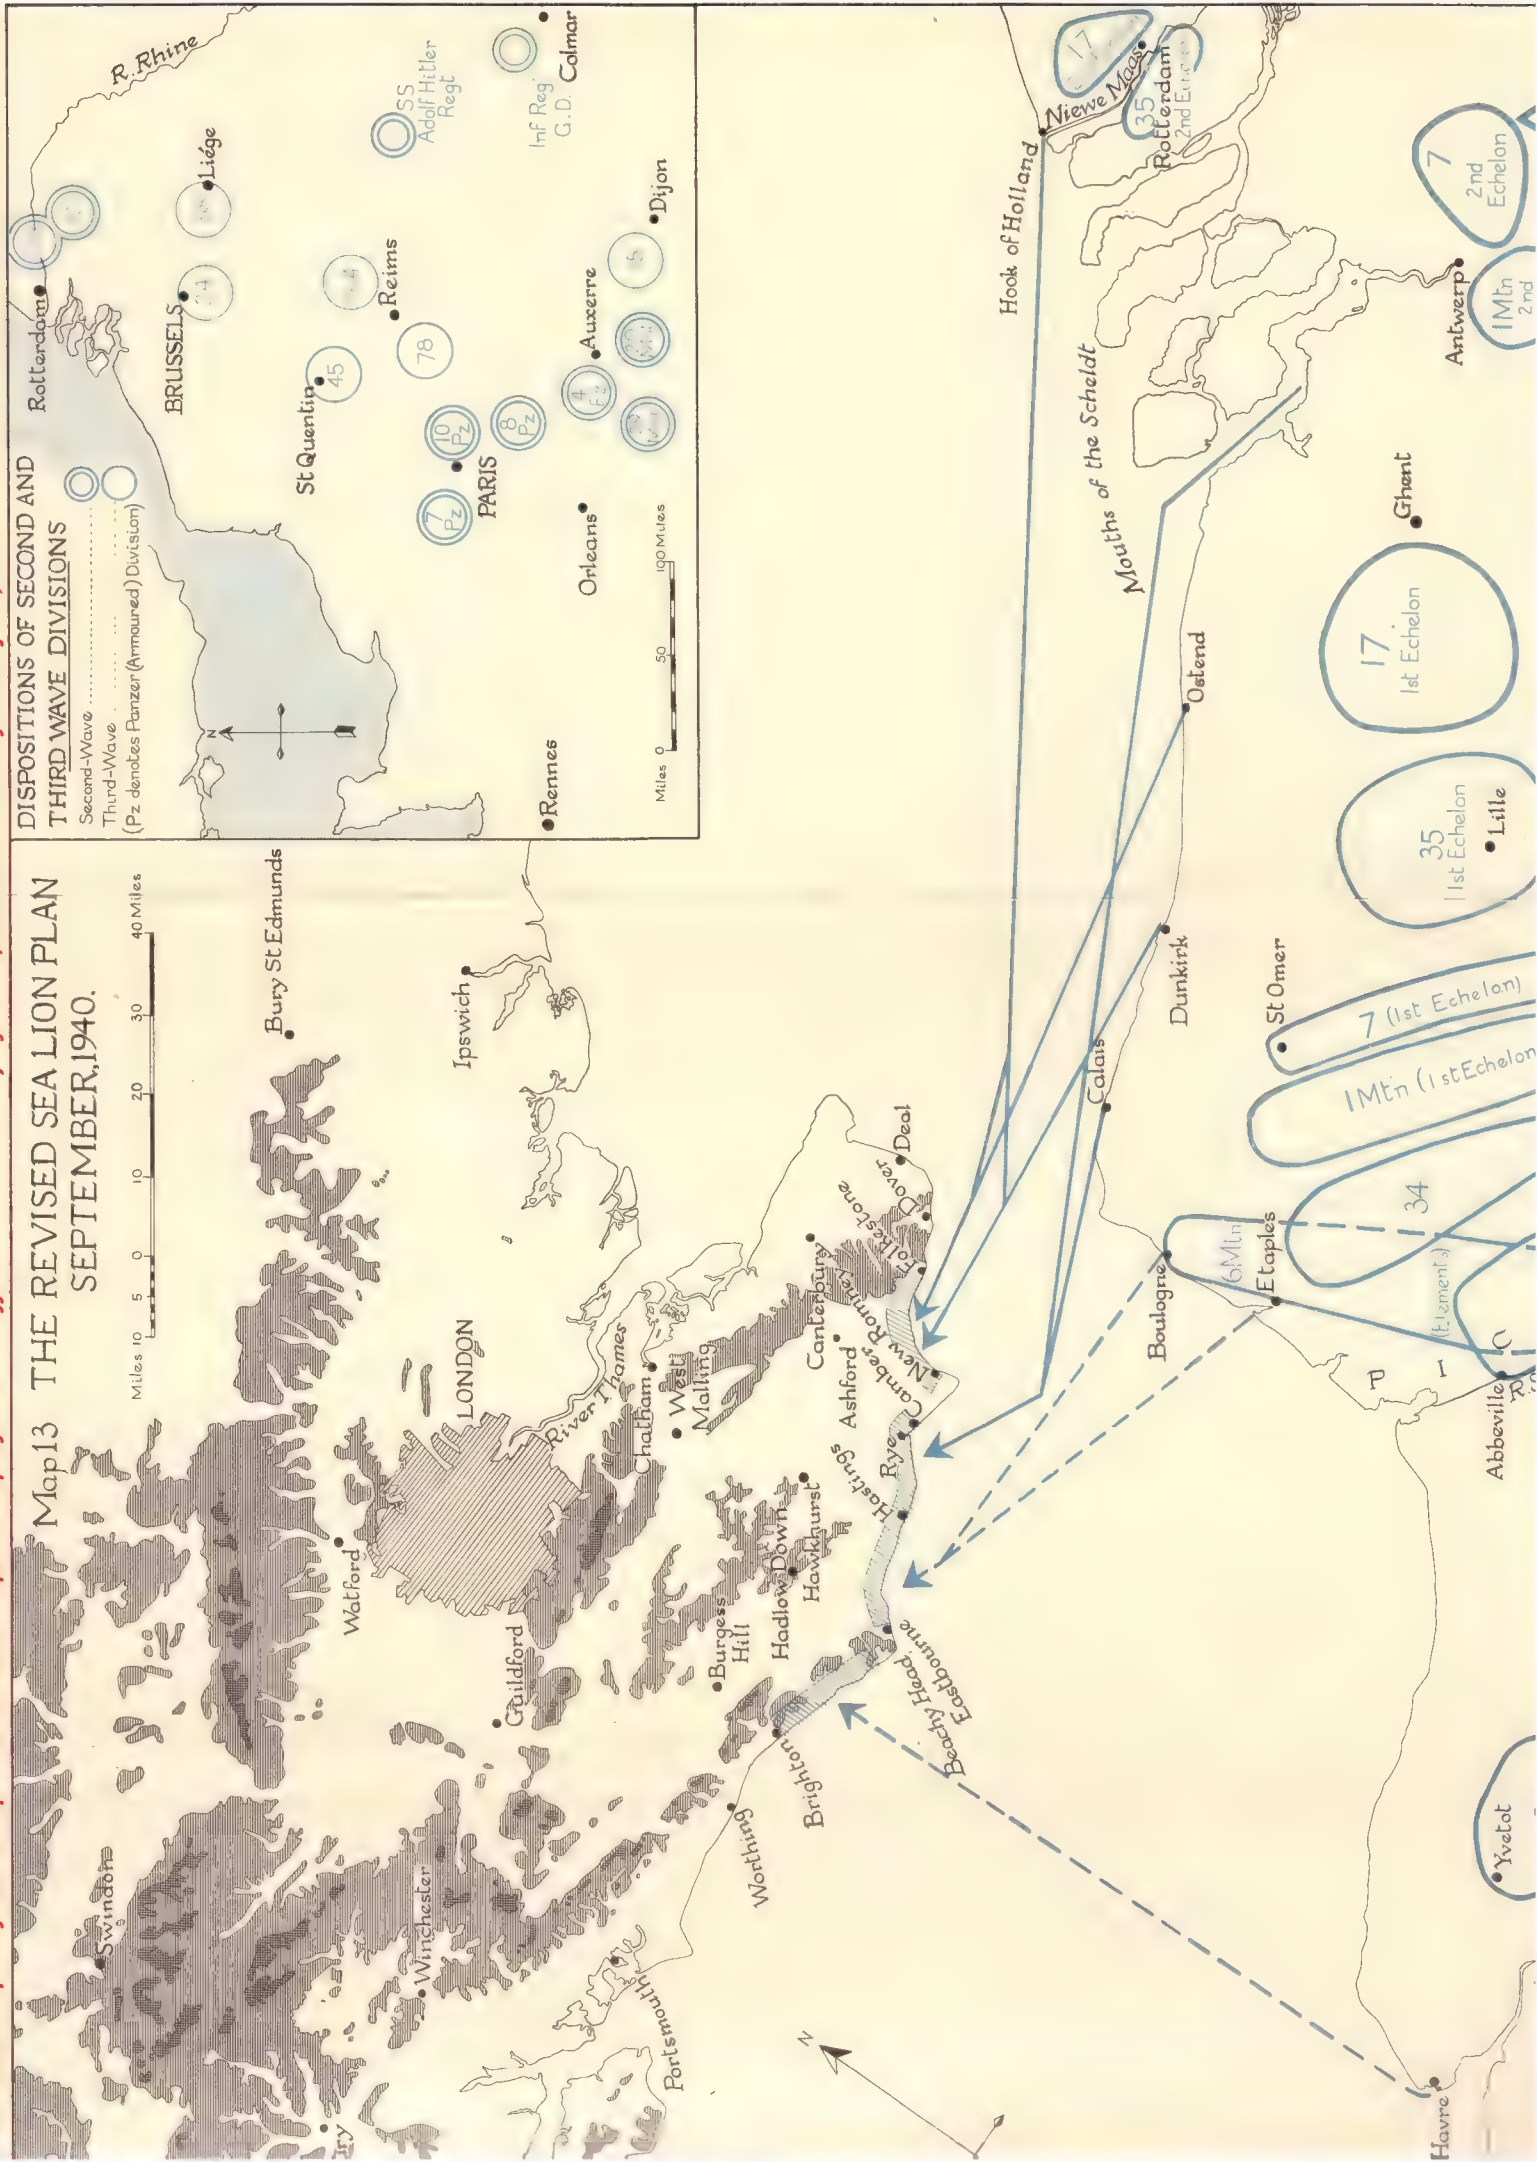 Map 13 THE REVISED SEA LION PLAN
SEPTEMBER, 1940.
Miles 10 5 0 10 20 30 40 Miles
DISPOSITIONS OF SECOND AND
THIRD WAVE DIVISIONS
Second-Wave
Third-Wave
(Pz denotes Panzer (Armoured) Division)
R. Rhine
Rotterdam
BRUSSELS
Liége
SS
Adolf Hitler
Regt
Inf Reg
G.D.
Colmar
St Quentin
45
Reims
78
10
Pz
8
Pz
7
Pz
PARIS
4
Auxerre
Dijon
Orleans
Rennes
N
Miles 0 50 100 Miles
Swindon
Bury St Edmunds
Ipswich
Watford
LONDON
River Thames
Winchester
Guildford
Chatham
West
Malling
Burgess
Hill
Hadlow Down
Hawkhurst
Ashford
Canterbury
Folkestone
Dover
Deal
New Romney
Camber
Rye
Hastings
Eastbourne
Beachy Head
Brighton
Worthing
Portsmouth
N
Hook of Holland
Niewe Maas
17
35
Rotterdam
Mouths of the Scheldt
Antwerp
7
2nd
Echelon
1 Mtn
2nd
Ghent
Ostend
17
1st Echelon
35
1st Echelon
Lille
Dunkirk
Calais
St Omer
7 (1st Echelon)
1 Mtn (1st Echelon
34
Boulogne
6 Mtn
Etaples
(Elements)
P I C
Abbeville
R.
Yvetot
Havre